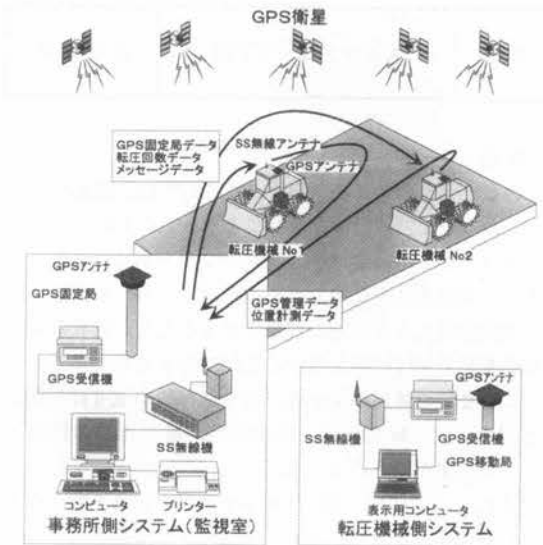 GPS衛星
GPS固定局データ
転圧回数データ
メッセージデータ
SS無線アンテナ
GPSアンテナ
転圧機械 No1
転圧機械 No2
GPS管理データ
位置計測データ
GPSアンテナ
GPS固定局
GPS受信機
SS無線機
コンピュータ
プリンター
事務所側システム(監視室)
GPSアンテナ
SS無線機
GPS受信機
GPS移動局
表示用コンピュータ
転圧機械側システム